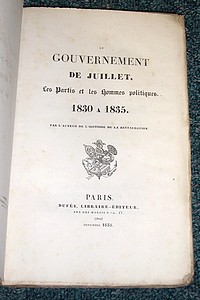 LE
GOUVERNEMENT
DE JUILLET.
Les Partis et les Hommes politiques.
1830 A 1835.
PAR L'AUTEUR DE L'HISTOIRE DE LA RESTAURATION
PARIS.
DUFÉY, LIBRAIRE-ÉDITEUR,
1835.